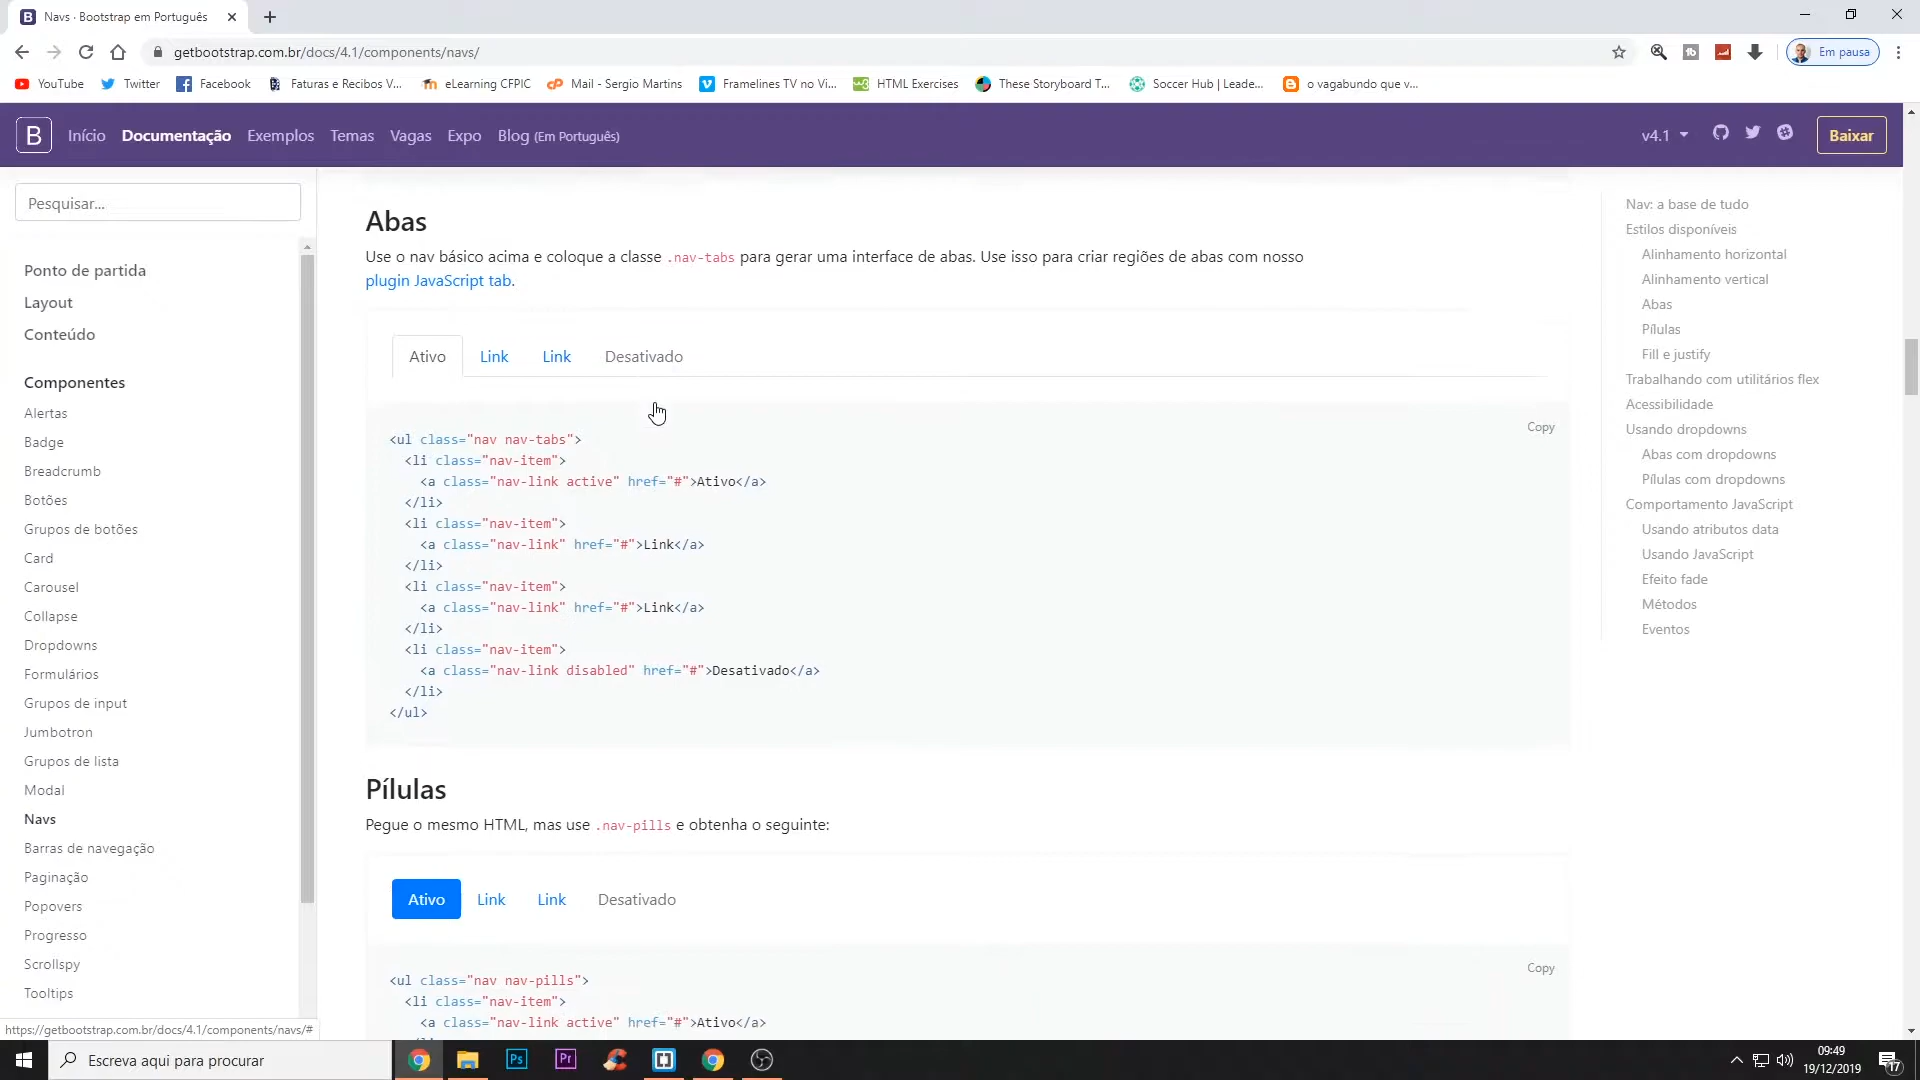 Navs · Bootstrap em Português
getbootstrap.com.br/docs/4.1/components/navs/
Em pausa
YouTube Twitter Facebook Faturas e Recibos V... eLearning CFPIC Mail - Sergio Martins Framelines TV no Vi... HTML Exercises These Storyboard T... Soccer Hub | Leade... o vagabundo que v...
B Início Documentação Exemplos Temas Vagas Expo Blog (Em Português) v4.1 Baixar
Pesquisar...
Ponto de partida
Layout
Conteúdo
Componentes
Alertas
Badge
Breadcrumb
Botões
Grupos de botões
Card
Carousel
Collapse
Dropdowns
Formulários
Grupos de input
Jumbotron
Grupos de lista
Modal
Navs
Barras de navegação
Paginação
Popovers
Progresso
Scrollspy
Tooltips
Abas
Use o nav básico acima e coloque a classe .nav-tabs para gerar uma interface de abas. Use isso para criar regiões de abas com nosso
plugin JavaScript tab.
Ativo Link Link Desativado
Copy
<ul class="nav nav-tabs">
<li class="nav-item">
<a class="nav-link active" href="#">Ativo</a>
</li>
<li class="nav-item">
<a class="nav-link" href="#">Link</a>
</li>
<li class="nav-item">
<a class="nav-link" href="#">Link</a>
</li>
<li class="nav-item">
<a class="nav-link disabled" href="#">Desativado</a>
</li>
</ul>
Pílulas
Pegue o mesmo HTML, mas use .nav-pills e obtenha o seguinte:
Ativo Link Link Desativado
Copy
<ul class="nav nav-pills">
<li class="nav-item">
<a class="nav-link active" href="#">Ativo</a>
Nav: a base de tudo
Estilos disponíveis
Alinhamento horizontal
Alinhamento vertical
Abas
Pílulas
Fill e justify
Trabalhando com utilitários flex
Acessibilidade
Usando dropdowns
Abas com dropdowns
Pílulas com dropdowns
Comportamento JavaScript
Usando atributos data
Usando JavaScript
Efeito fade
Métodos
Eventos
https://getbootstrap.com.br/docs/4.1/components/navs/#
Escreva aqui para procurar
Ps
Pr
09:49
19/12/2019
17